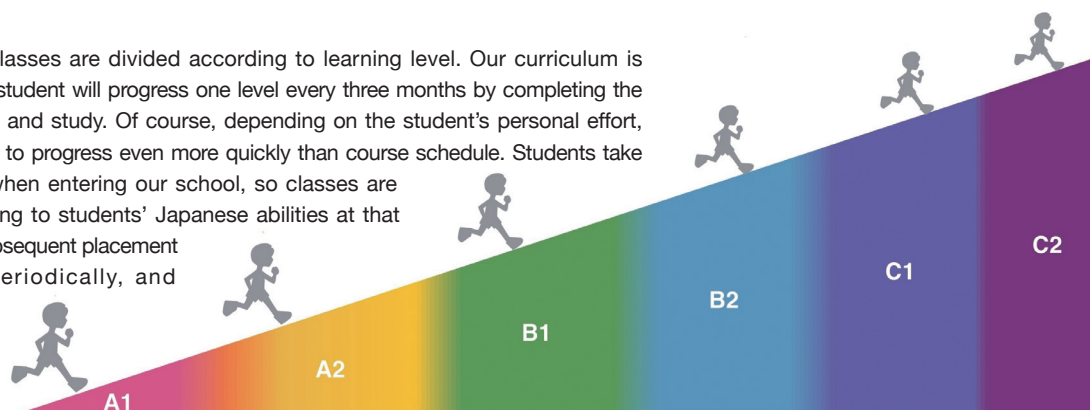 lasses are divided according to learning level. Our curriculum is
student will progress one level every three months by completing the
and study. Of course, depending on the student's personal effort,
to progress even more quickly than course schedule. Students take
when entering our school, so classes are
ng to students' Japanese abilities at that
bsequent placement
eriodically, and
C2
C1
B2
B1
A2
A1